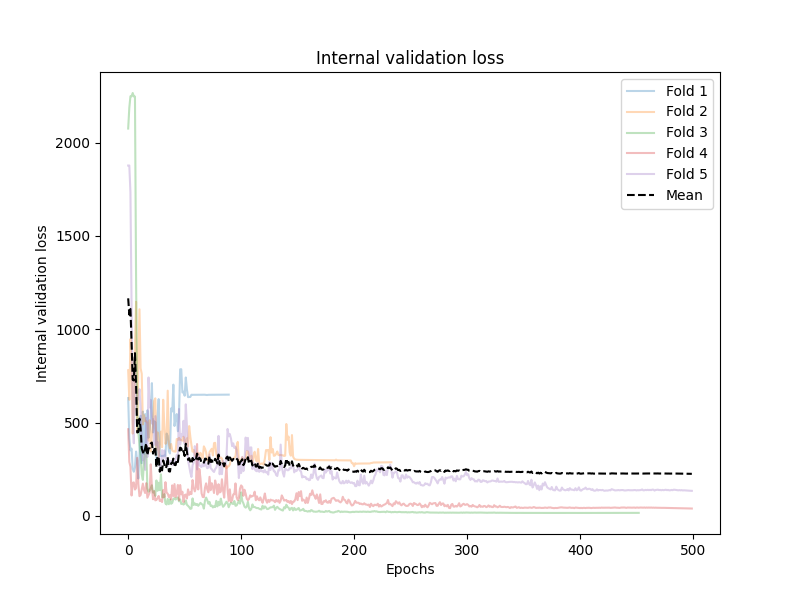 Internal validation loss
Internal validation loss
2000
1500
1000
500
0
0 100 200 300 400 500
Epochs
Fold 1
Fold 2
Fold 3
Fold 4
Fold 5
Mean